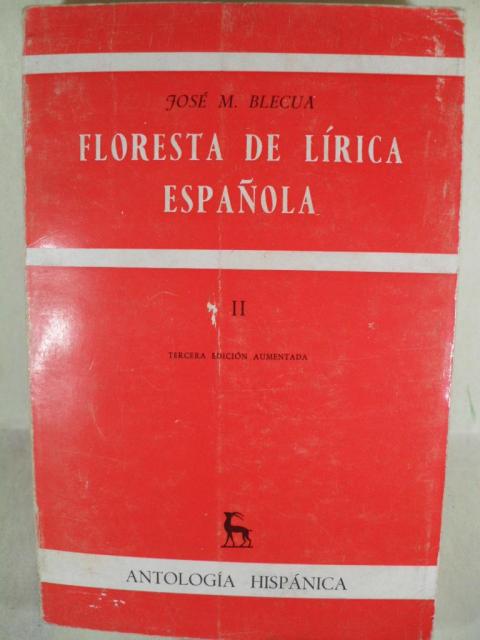 JOSÉ M. BLECUA
FLORESTA DE LÍRICA
ESPAÑOLA
II
TERCERA EDICIÓN AUMENTADA
ANTOLOGÍA HISPÁNICA